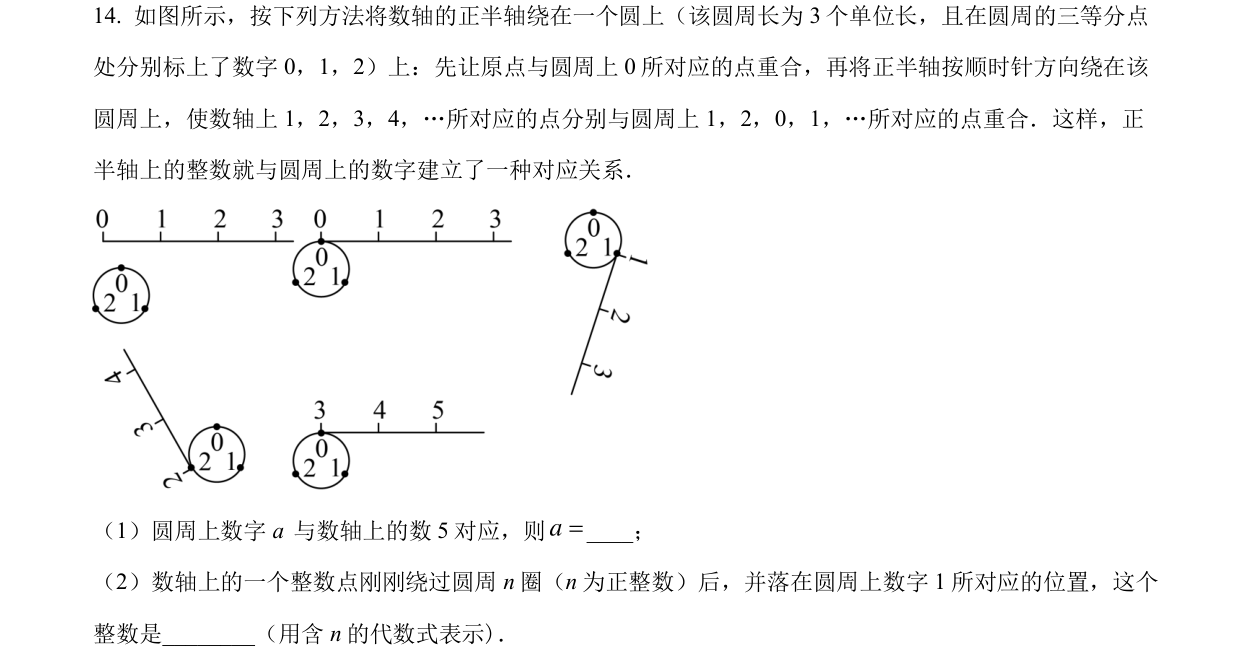 14. 如图所示，按下列方法将数轴的正半轴绕在一个圆上（该圆周长为 3 个单位长，且在圆周的三等分点
处分别标上了数字 0，1，2）上：先让原点与圆周上 0 所对应的点重合，再将正半轴按顺时针方向绕在该
圆周上，使数轴上 1，2，3，4，…所对应的点分别与圆周上 1，2，0，1，…所对应的点重合．这样，正
半轴上的整数就与圆周上的数字建立了一种对应关系．
0 1 2 3 0 1 2 3
0
2 1
0
2 1
0
2 1
1
2
3
4
3
2
0
2 1
3 4 5
0
2 1
（1）圆周上数字 a 与数轴上的数 5 对应，则 a =____；
（2）数轴上的一个整数点刚刚绕过圆周 n 圈（n 为正整数）后，并落在圆周上数字 1 所对应的位置，这个
整数是________（用含 n 的代数式表示)．